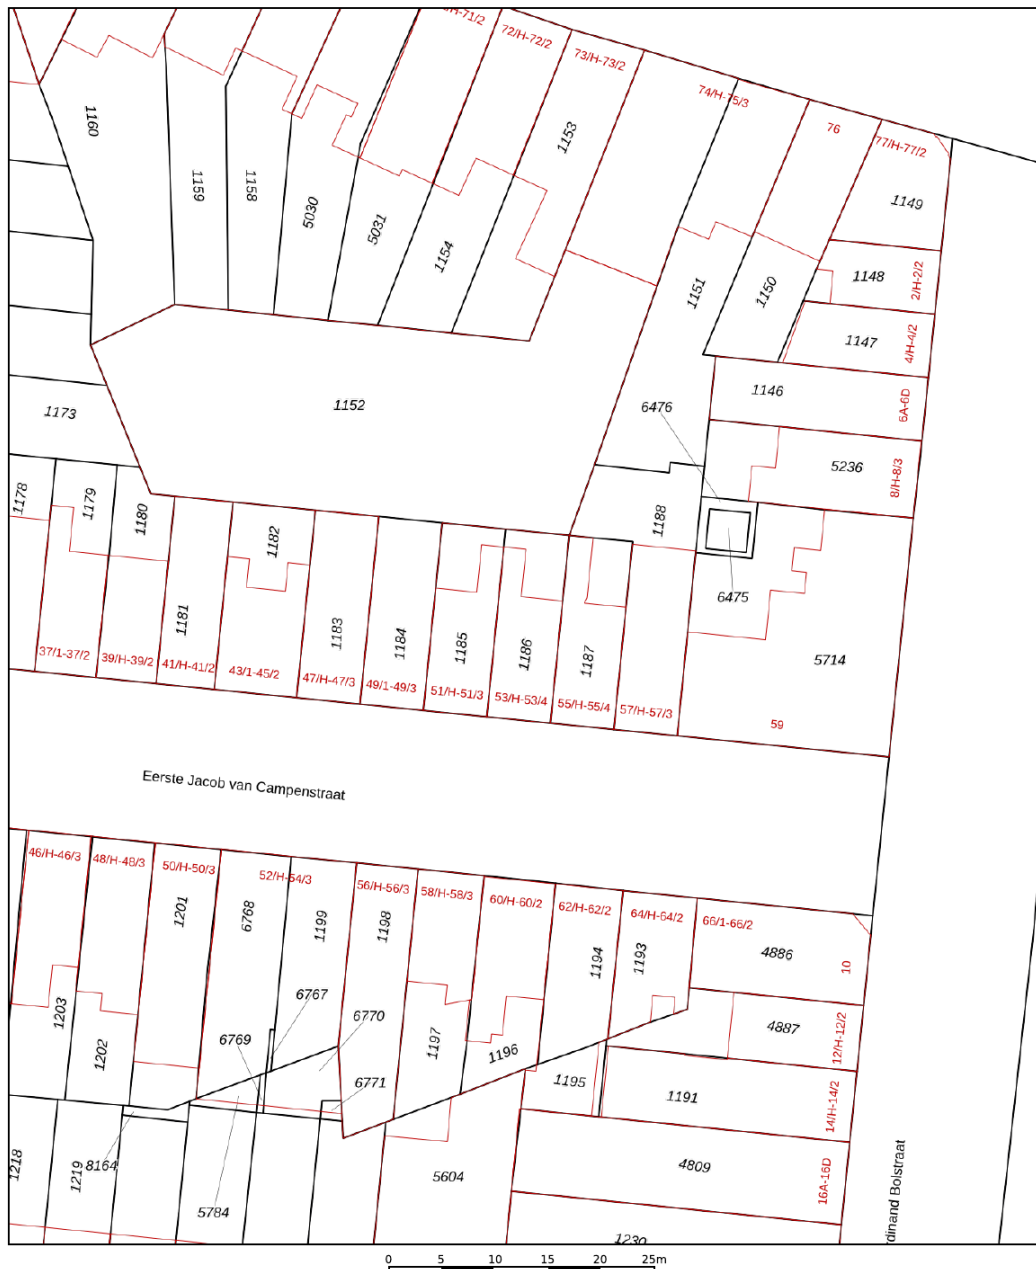 72/H-72/2
73/H-73/2
74/H-75/3
76
77/H-77/2
1160
1159
1158
5030
5031
1154
1153
1151
1150
1149
1148
2/H-2/2
1147
4/H-4/2
1146
6A-6D
1152
6476
1173
5236
8/H-8/3
1178
1179
1180
1182
1188
6475
1181
1183
1184
1185
1186
1187
5714
37/1-37/2
39/H-39/2
41/H-41/2
43/1-45/2
47/H-47/3
49/1-49/3
51/H-51/3
53/H-53/4
55/H-55/4
57/H-57/3
59
Eerste Jacob van Campenstraat
46/H-46/3
48/H-48/3
50/H-50/3
52/H-54/3
56/H-56/3
58/H-58/3
60/H-60/2
62/H-62/2
64/H-64/2
66/1-66/2
1201
6768
1199
1198
1194
1193
4886
10
6767
6770
1203
1202
6769
6771
1197
1196
4887
12/H-12/2
1195
1191
14/H-14/2
1218
1219
8164
5784
5604
4809
16A-16D
dinand Bolstraat
1230
0 5 10 15 20 25m